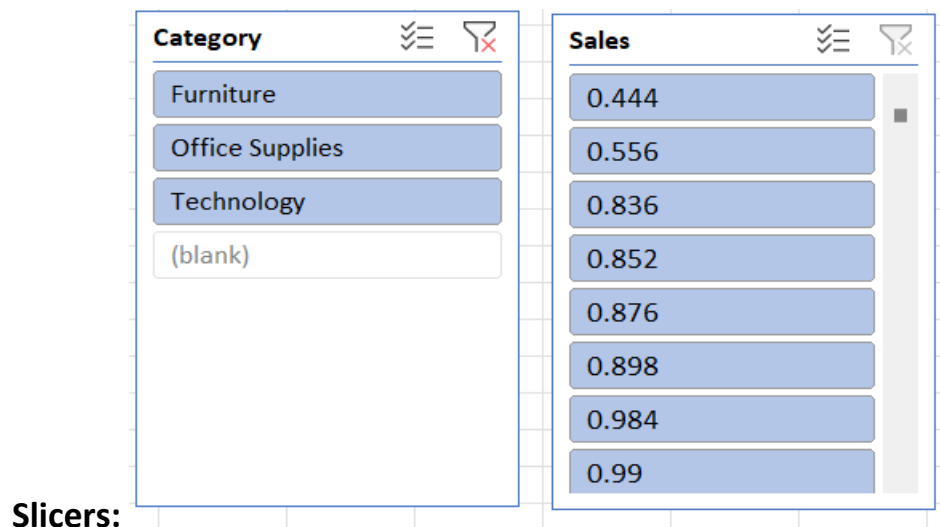 Category
Furniture
Office Supplies
Technology
(blank)
Sales
0.444
0.556
0.836
0.852
0.876
0.898
0.984
0.99
Slicers: